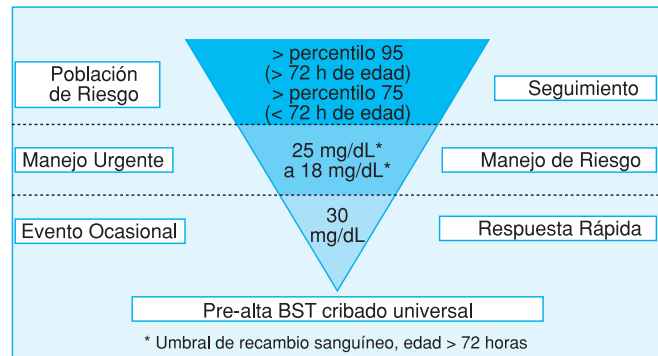 > percentilo 95
(> 72 h de edad)
> percentilo 75
(< 72 h de edad)
Población
de Riesgo
Seguimiento
25 mg/dL*
a 18 mg/dL*
Manejo Urgente
Manejo de Riesgo
30
mg/dL
Evento Ocasional
Respuesta Rápida
Pre-alta BST cribado universal
* Umbral de recambio sanguíneo, edad > 72 horas